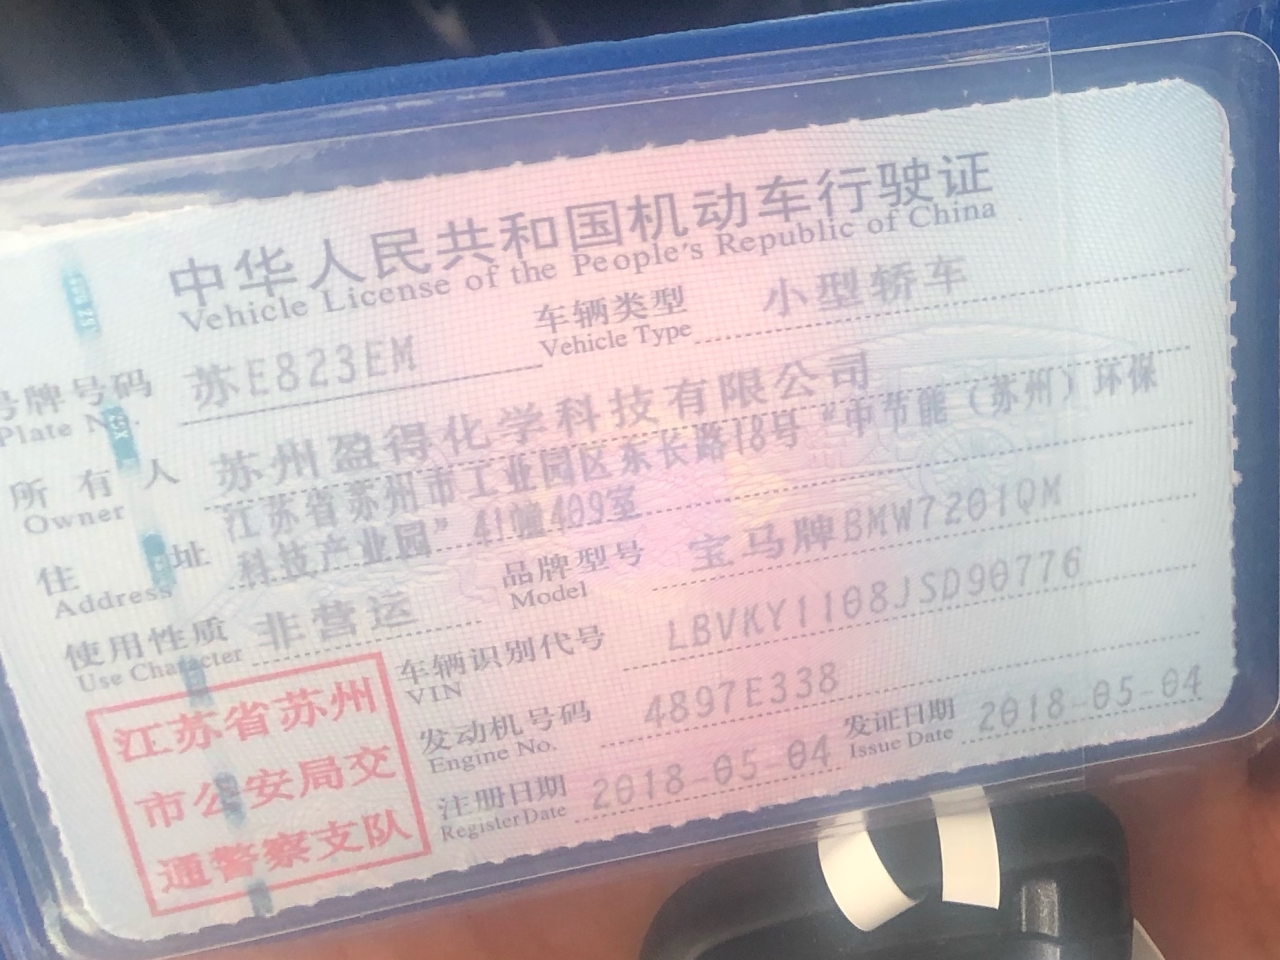 中华人民共和国机动车行驶证
Vehicle License of the People's Republic of China
号牌号码 苏E823EM 车辆类型 小型轿车
Plate No. Vehicle Type
所有人 苏州盈得化学科技有限公司
Owner
住址 江苏省苏州市工业园区东长路18号“中节能（苏州）环保
科技产业园”41幢409室
Address
使用性质 非营运 品牌型号 宝马牌BMW7201QM
Use Character Model
车辆识别代号 LBVKY1108JSD90776
VIN
发动机号码 4897E338
Engine No.
注册日期 2018-05-04 发证日期 2018-05-04
Register Date Issue Date
江苏省苏州
市公安局交
通警察支队